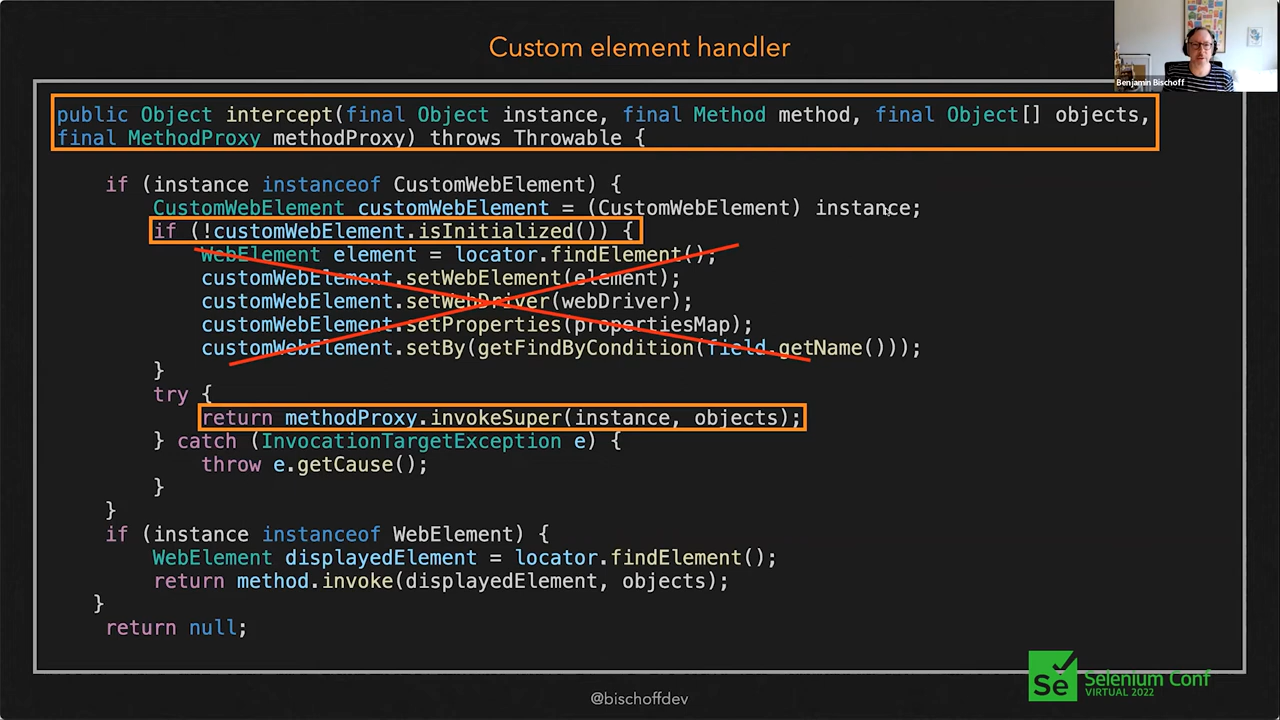 Custom element handler
Benjamin Bischoff
public Object intercept(final Object instance, final Method method, final Object[] objects,
final MethodProxy methodProxy) throws Throwable {
if (instance instanceof CustomWebElement) {
CustomWebElement customWebElement = (CustomWebElement) instance;
if (!customWebElement.isInitialized()) {
WebElement element = locator.findElement();
customWebElement.setWebElement(element);
customWebElement.setWebDriver(webDriver);
customWebElement.setProperties(propertiesMap);
customWebElement.setBy(getFindByCondition(field.getName()));
}
try {
return methodProxy.invokeSuper(instance, objects);
} catch (InvocationTargetException e) {
throw e.getCause();
}
}
if (instance instanceof WebElement) {
WebElement displayedElement = locator.findElement();
return method.invoke(displayedElement, objects);
}
return null;
Se Selenium Conf
VIRTUAL 2022
@bischoffdev